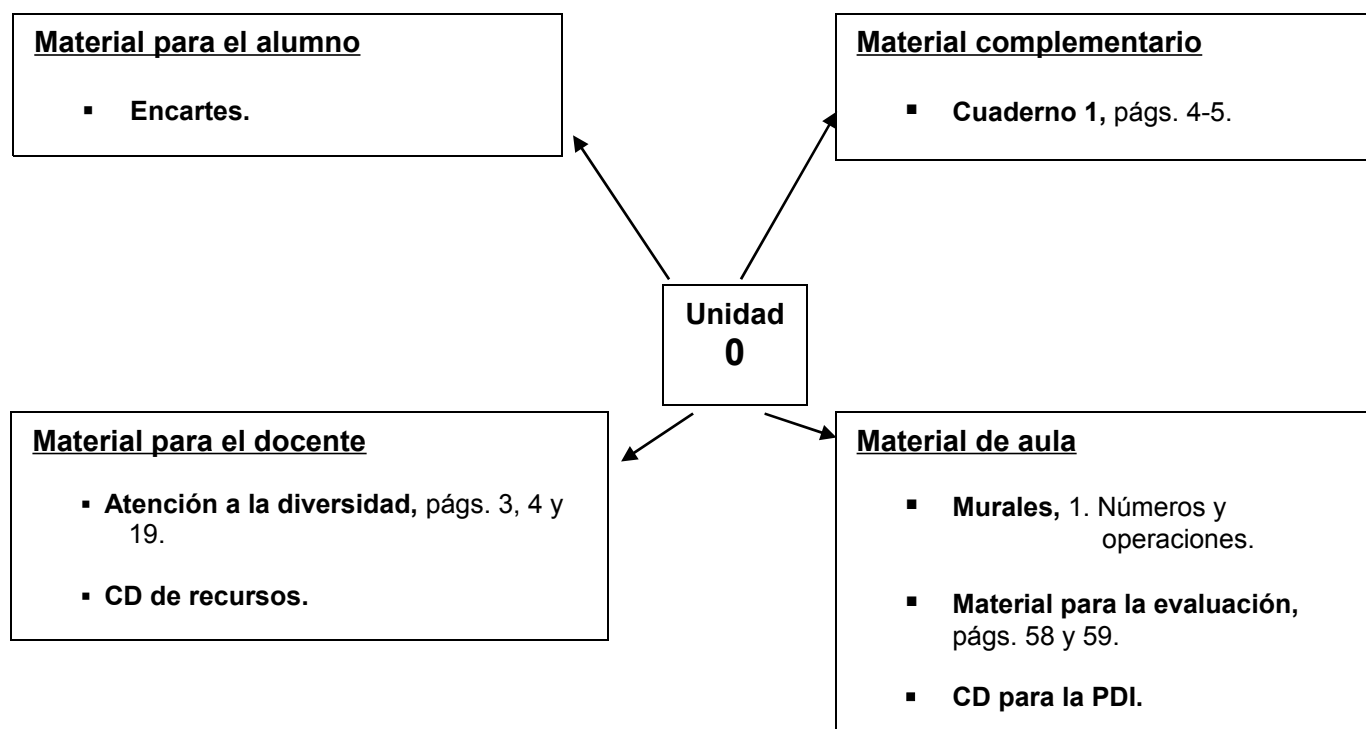 Material para el alumno
▪ Encartes.
Material complementario
▪ Cuaderno 1, págs. 4-5.
Unidad
0
Material para el docente
▪ Atención a la diversidad, págs. 3, 4 y
19.
▪ CD de recursos.
Material de aula
▪ Murales, 1. Números y
operaciones.
▪ Material para la evaluación,
págs. 58 y 59.
▪ CD para la PDI.